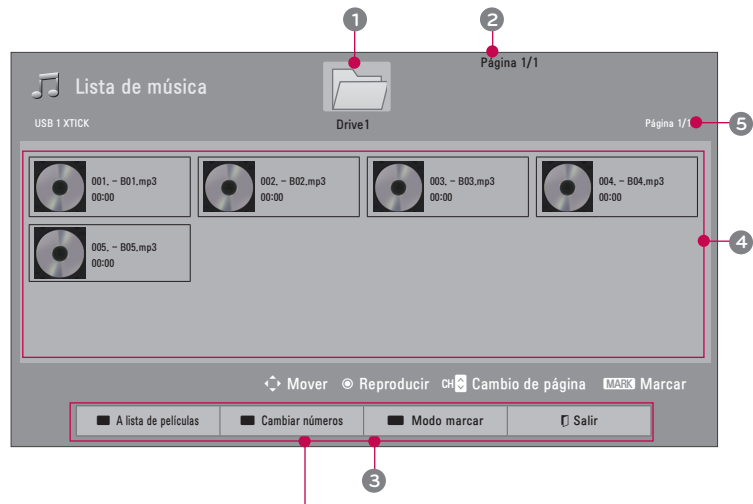 1
2
Página 1/1
Lista de música
USB 1 XTICK
Drive1
Página 1/1
5
001. - B01.mp3
00:00
002. - B02.mp3
00:00
003. - B03.mp3
00:00
004. - B04.mp3
00:00
4
005. - B05.mp3
00:00
Mover
Reproducir
CH Cambio de página
MARK Marcar
A lista de películas
Cambiar números
Modo marcar
Salir
3